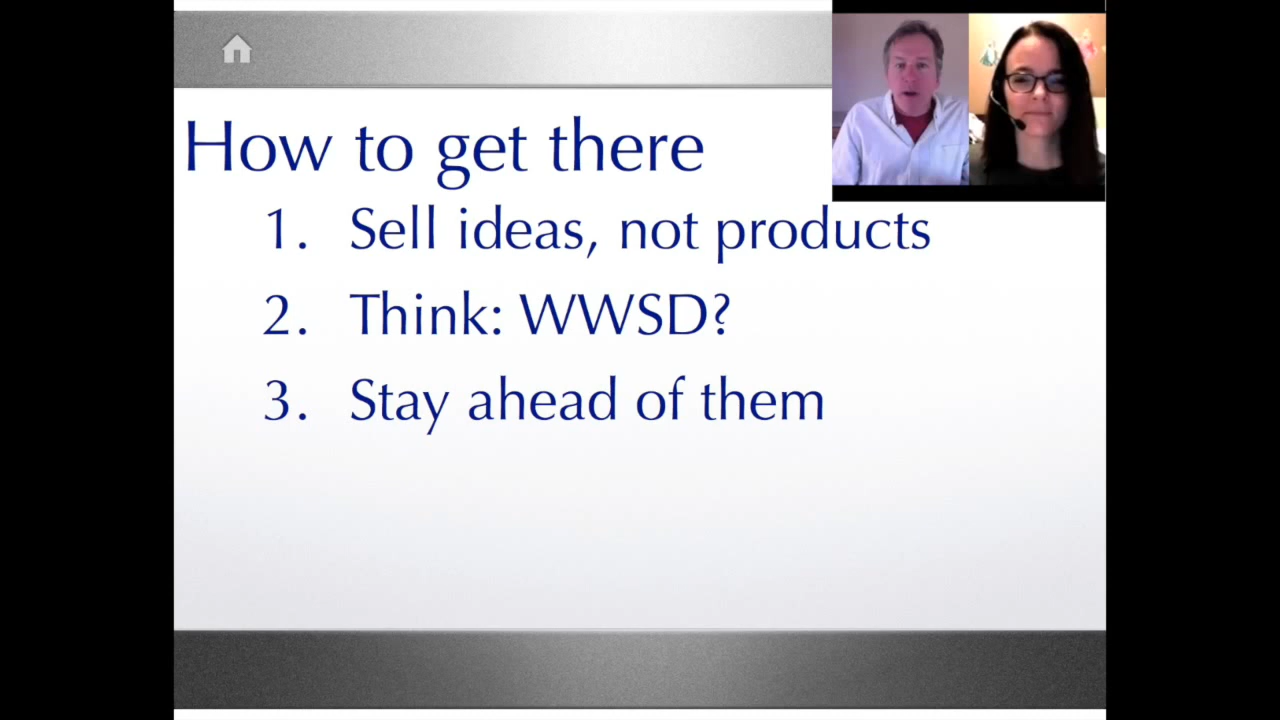 How to get there
1. Sell ideas, not products
2. Think: WWSD?
3. Stay ahead of them